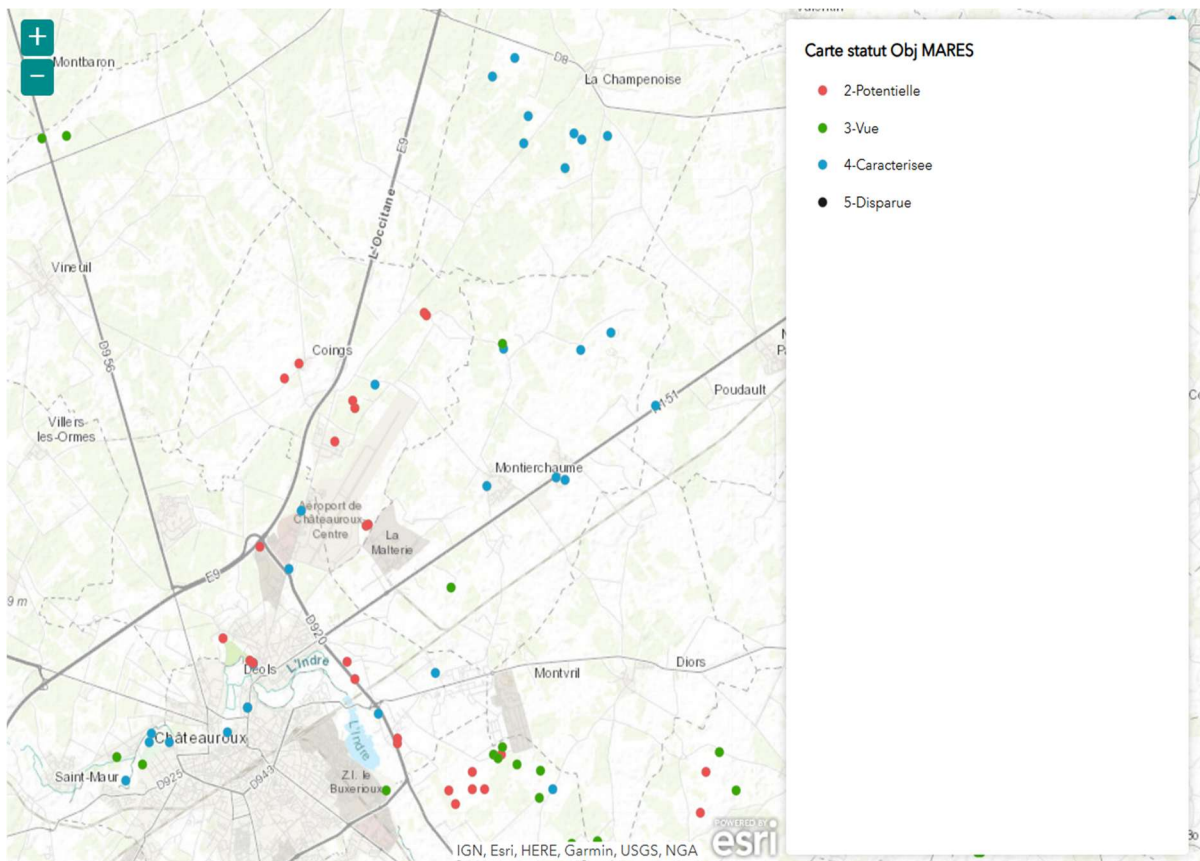 +
−
Montbaron
D8
La Champenoise
E9
L'Occitane
Vineuil
D956
Coings
Villers-
les-Ormes
Poudault
Montierchaume
Aéroport de
Châteauroux-
Centre
La
Malterie
E9
9 m
D920
Déols
L'Indre
Montvril
Diors
Châteauroux
L'Indre
Saint-Maur
D925
D943
Z.I. le
Buxerioux
IGN, Esri, HERE, Garmin, USGS, NGA
POWERED BY
esri
Carte statut Obj MARES
2-Potentielle
3-Vue
4-Caracterisee
5-Disparue